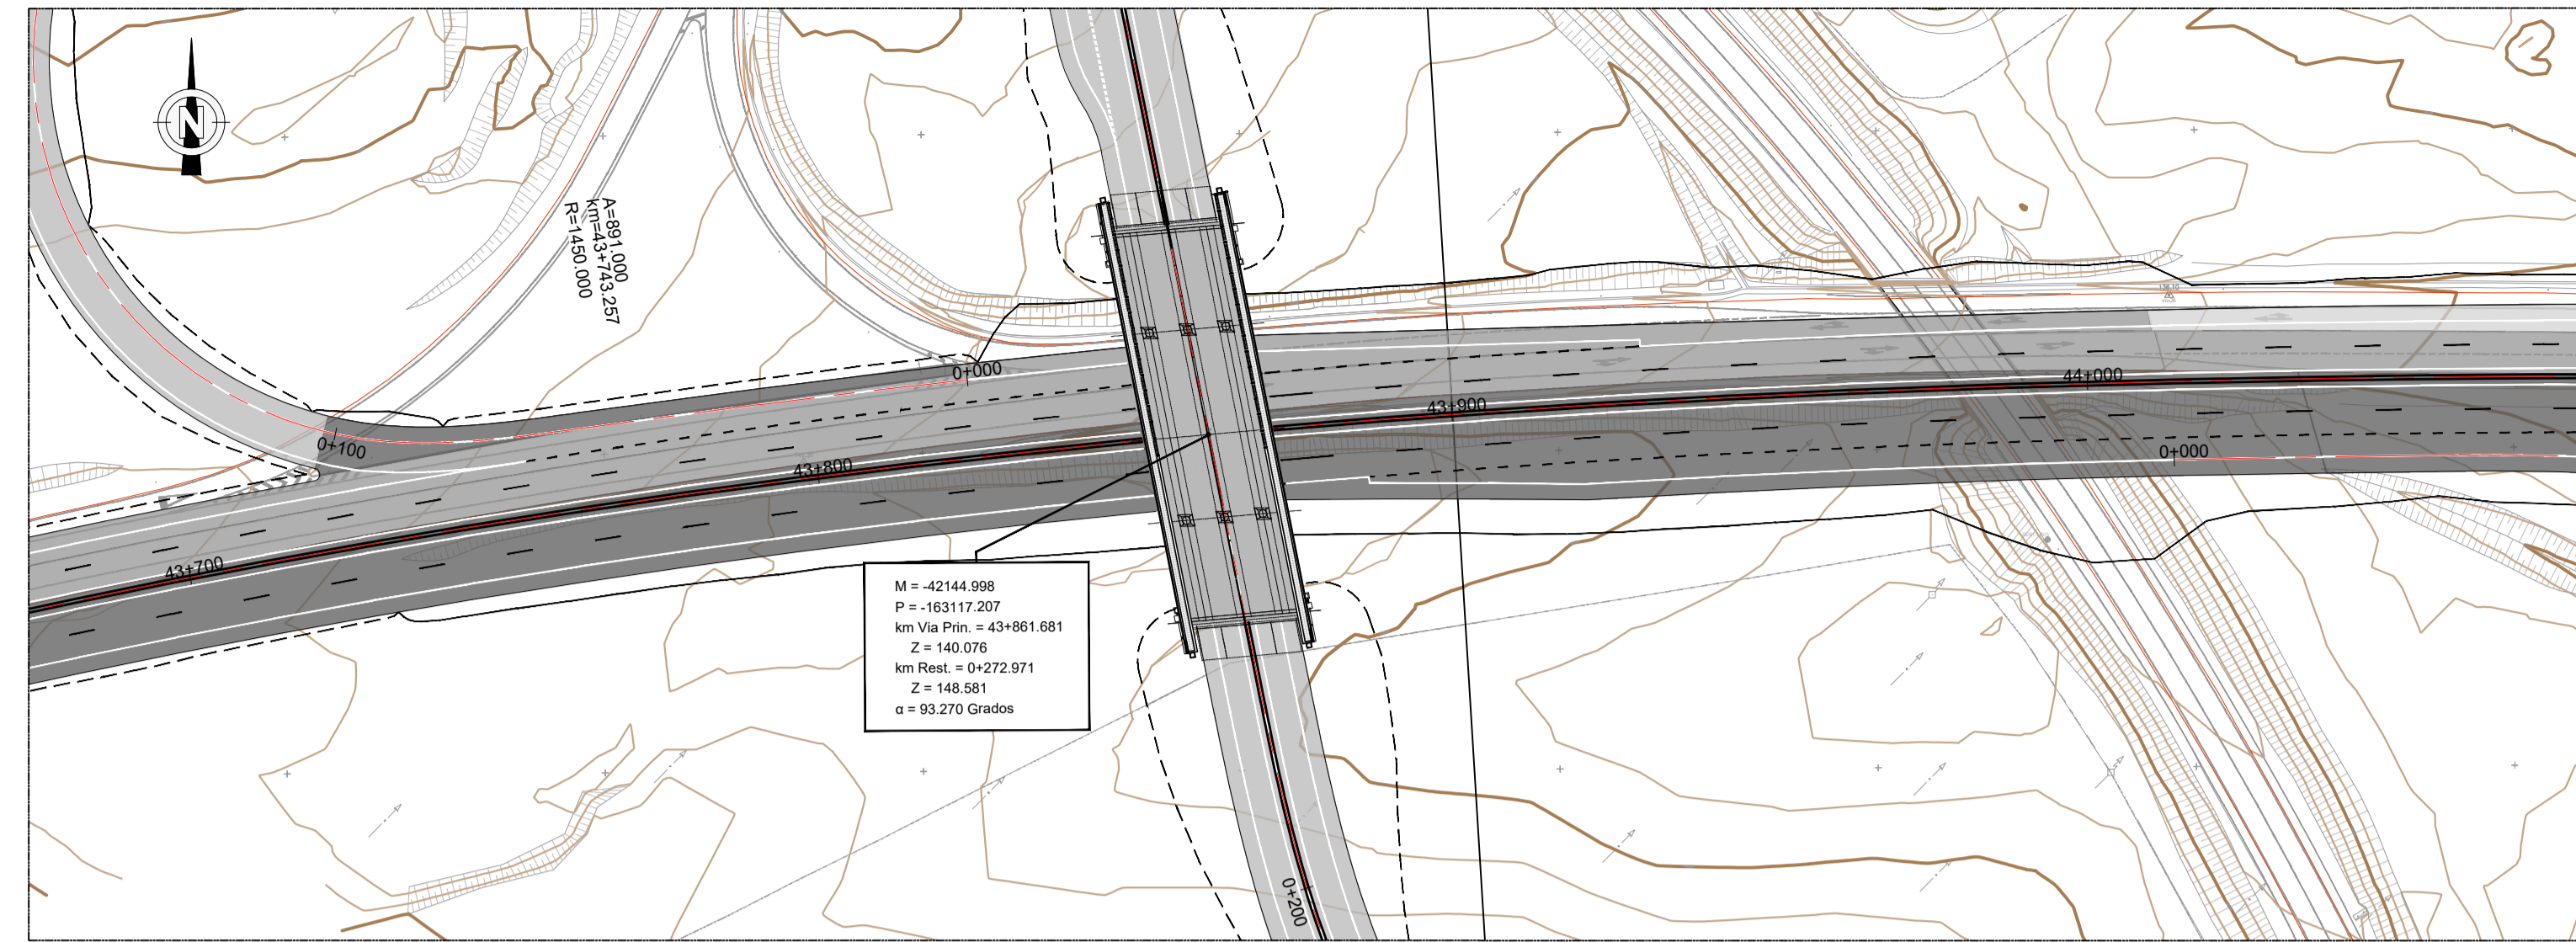 N
A=891.000
km=43+743.257
R=1450.000
0+000
44+000
43+900
0+100
0+000
43+800
43+700
M = -42144.998
P = -163117.207
km Via Prin. = 43+861.681
Z = 140.076
km Rest. = 0+272.971
Z = 148.581
α = 93.270 Grados
0+200